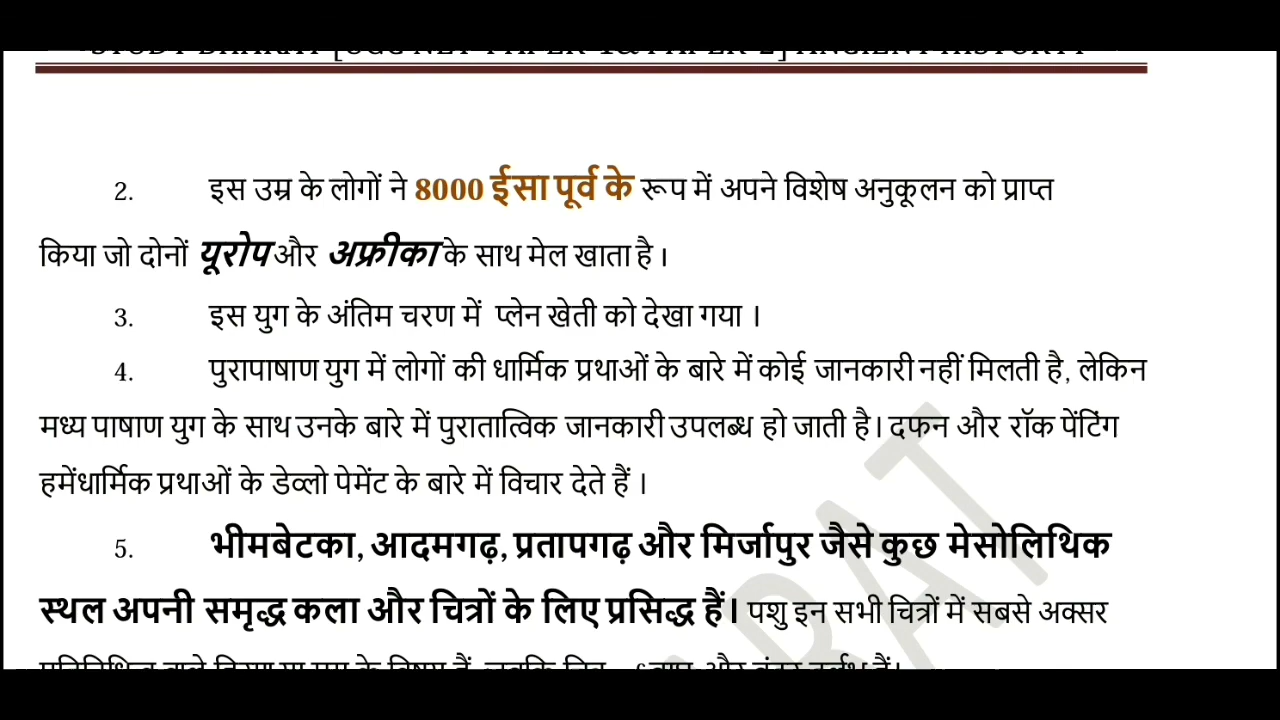 2. इस उम्र के लोगों ने 8000 ईसा पूर्व के रूप में अपने विशेष अनुकूलन को प्राप्त
किया जो दोनों यूरोप और अफ्रीका के साथ मेल खाता है ।
3. इस युग के अंतिम चरण में प्लेन खेती को देखा गया ।
4. पुरापाषाण युग में लोगों की धार्मिक प्रथाओं के बारे में कोई जानकारी नहीं मिलती है, लेकिन
मध्य पाषाण युग के साथ उनके बारे में पुरातात्विक जानकारी उपलब्ध हो जाती है। दफन और रॉक पेंटिंग
हमेंधार्मिक प्रथाओं के डेव्लो पेमेंट के बारे में विचार देते हैं ।
5. भीमबेटका, आदमगढ़, प्रतापगढ़ और मिर्जापुर जैसे कुछ मेसोलिथिक
स्थल अपनी समृद्ध कला और चित्रों के लिए प्रसिद्ध हैं। पशु इन सभी चित्रों में सबसे अक्सर